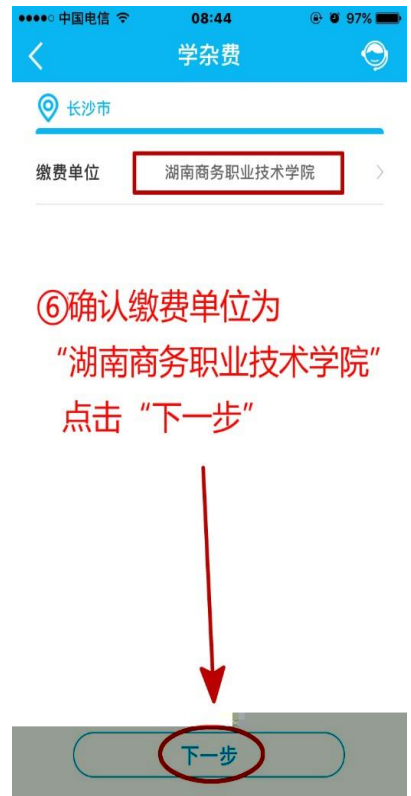 中国电信 08:44 97%
学杂费
长沙市
缴费单位 湖南商务职业技术学院
⑥确认缴费单位为
“湖南商务职业技术学院”
点击“下一步”
下一步